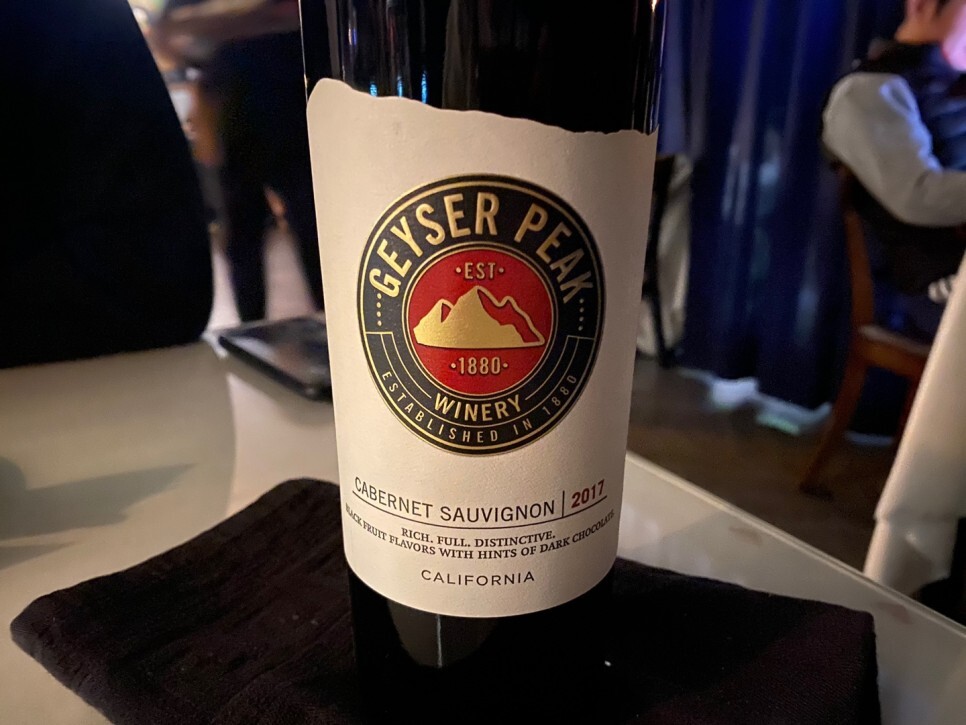 GEYSER PEAK
·EST·
·1880·
WINERY
ESTABLISHED IN 1880
CABERNET SAUVIGNON | 2017
RICH. FULL. DISTINCTIVE.
BLACK FRUIT FLAVORS WITH HINTS OF DARK CHOCOLATE.
CALIFORNIA